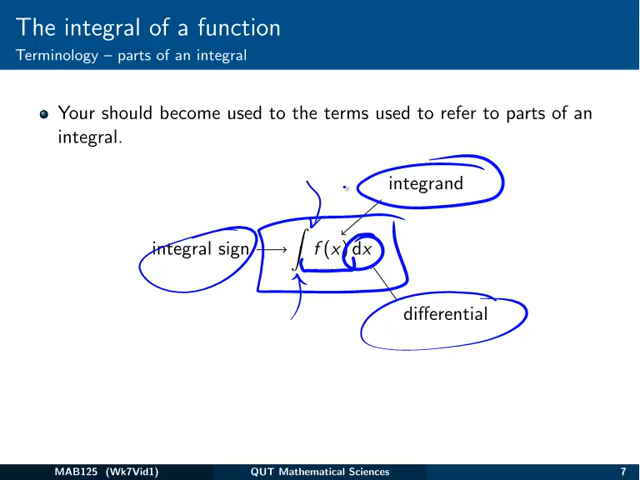 The integral of a function
Terminology – parts of an integral
Your should become used to the terms used to refer to parts of an
integral.
integrand
integral sign → ∫ f(x) dx
differential
MAB125 (Wk7Vid1) QUT Mathematical Sciences 7